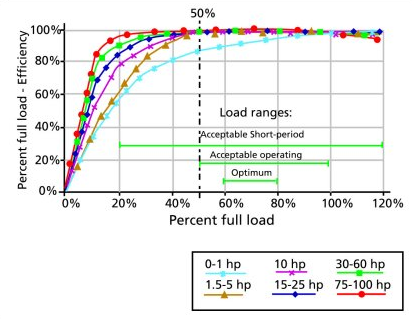 50%
Percent full load - Efficiency
100%
80%
60%
40%
20%
0%
Load ranges:
Acceptable Short-period
Acceptable operating
Optimum
0% 20% 40% 60% 80% 100% 120%
Percent full load
0-1 hp 10 hp 30-60 hp
1.5-5 hp 15-25 hp 75-100 hp